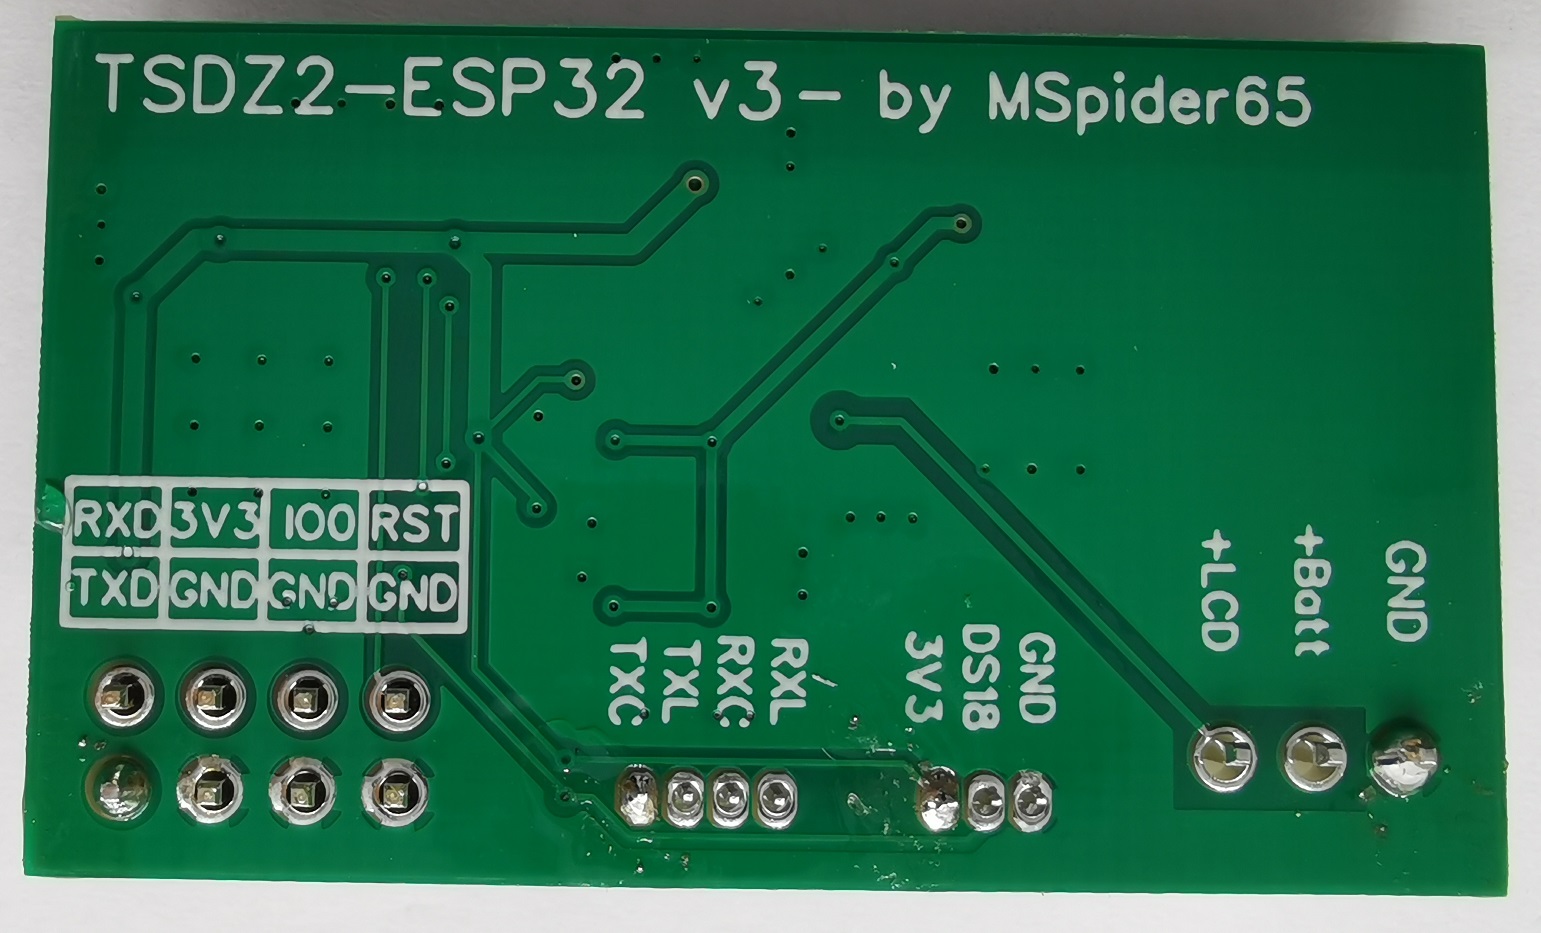 TSDZ2-ESP32 v3- by MSpider65
RXD 3V3 IO0 RST
TXD GND GND GND
TXC
TXL
RXC
RXL
3V3
DS18
GND
+LCD
+Batt
GND